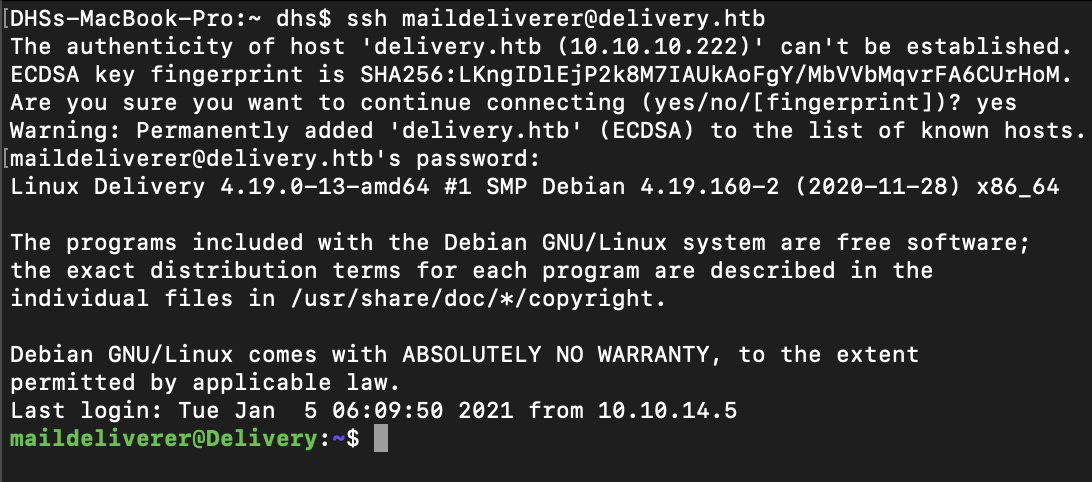 [DHSs-MacBook-Pro:~ dhs$ ssh maildeliverer@delivery.htb
The authenticity of host 'delivery.htb (10.10.10.222)' can't be established.
ECDSA key fingerprint is SHA256:LKngIDlEjP2k8M7IAUkAoFgY/MbVVbMqvrFA6CUrHoM.
Are you sure you want to continue connecting (yes/no/[fingerprint])? yes
Warning: Permanently added 'delivery.htb' (ECDSA) to the list of known hosts.
[maildeliverer@delivery.htb's password:
Linux Delivery 4.19.0-13-amd64 #1 SMP Debian 4.19.160-2 (2020-11-28) x86_64
The programs included with the Debian GNU/Linux system are free software;
the exact distribution terms for each program are described in the
individual files in /usr/share/doc/*/copyright.
Debian GNU/Linux comes with ABSOLUTELY NO WARRANTY, to the extent
permitted by applicable law.
Last login: Tue Jan  5 06:09:50 2021 from 10.10.14.5
maildeliverer@Delivery:~$